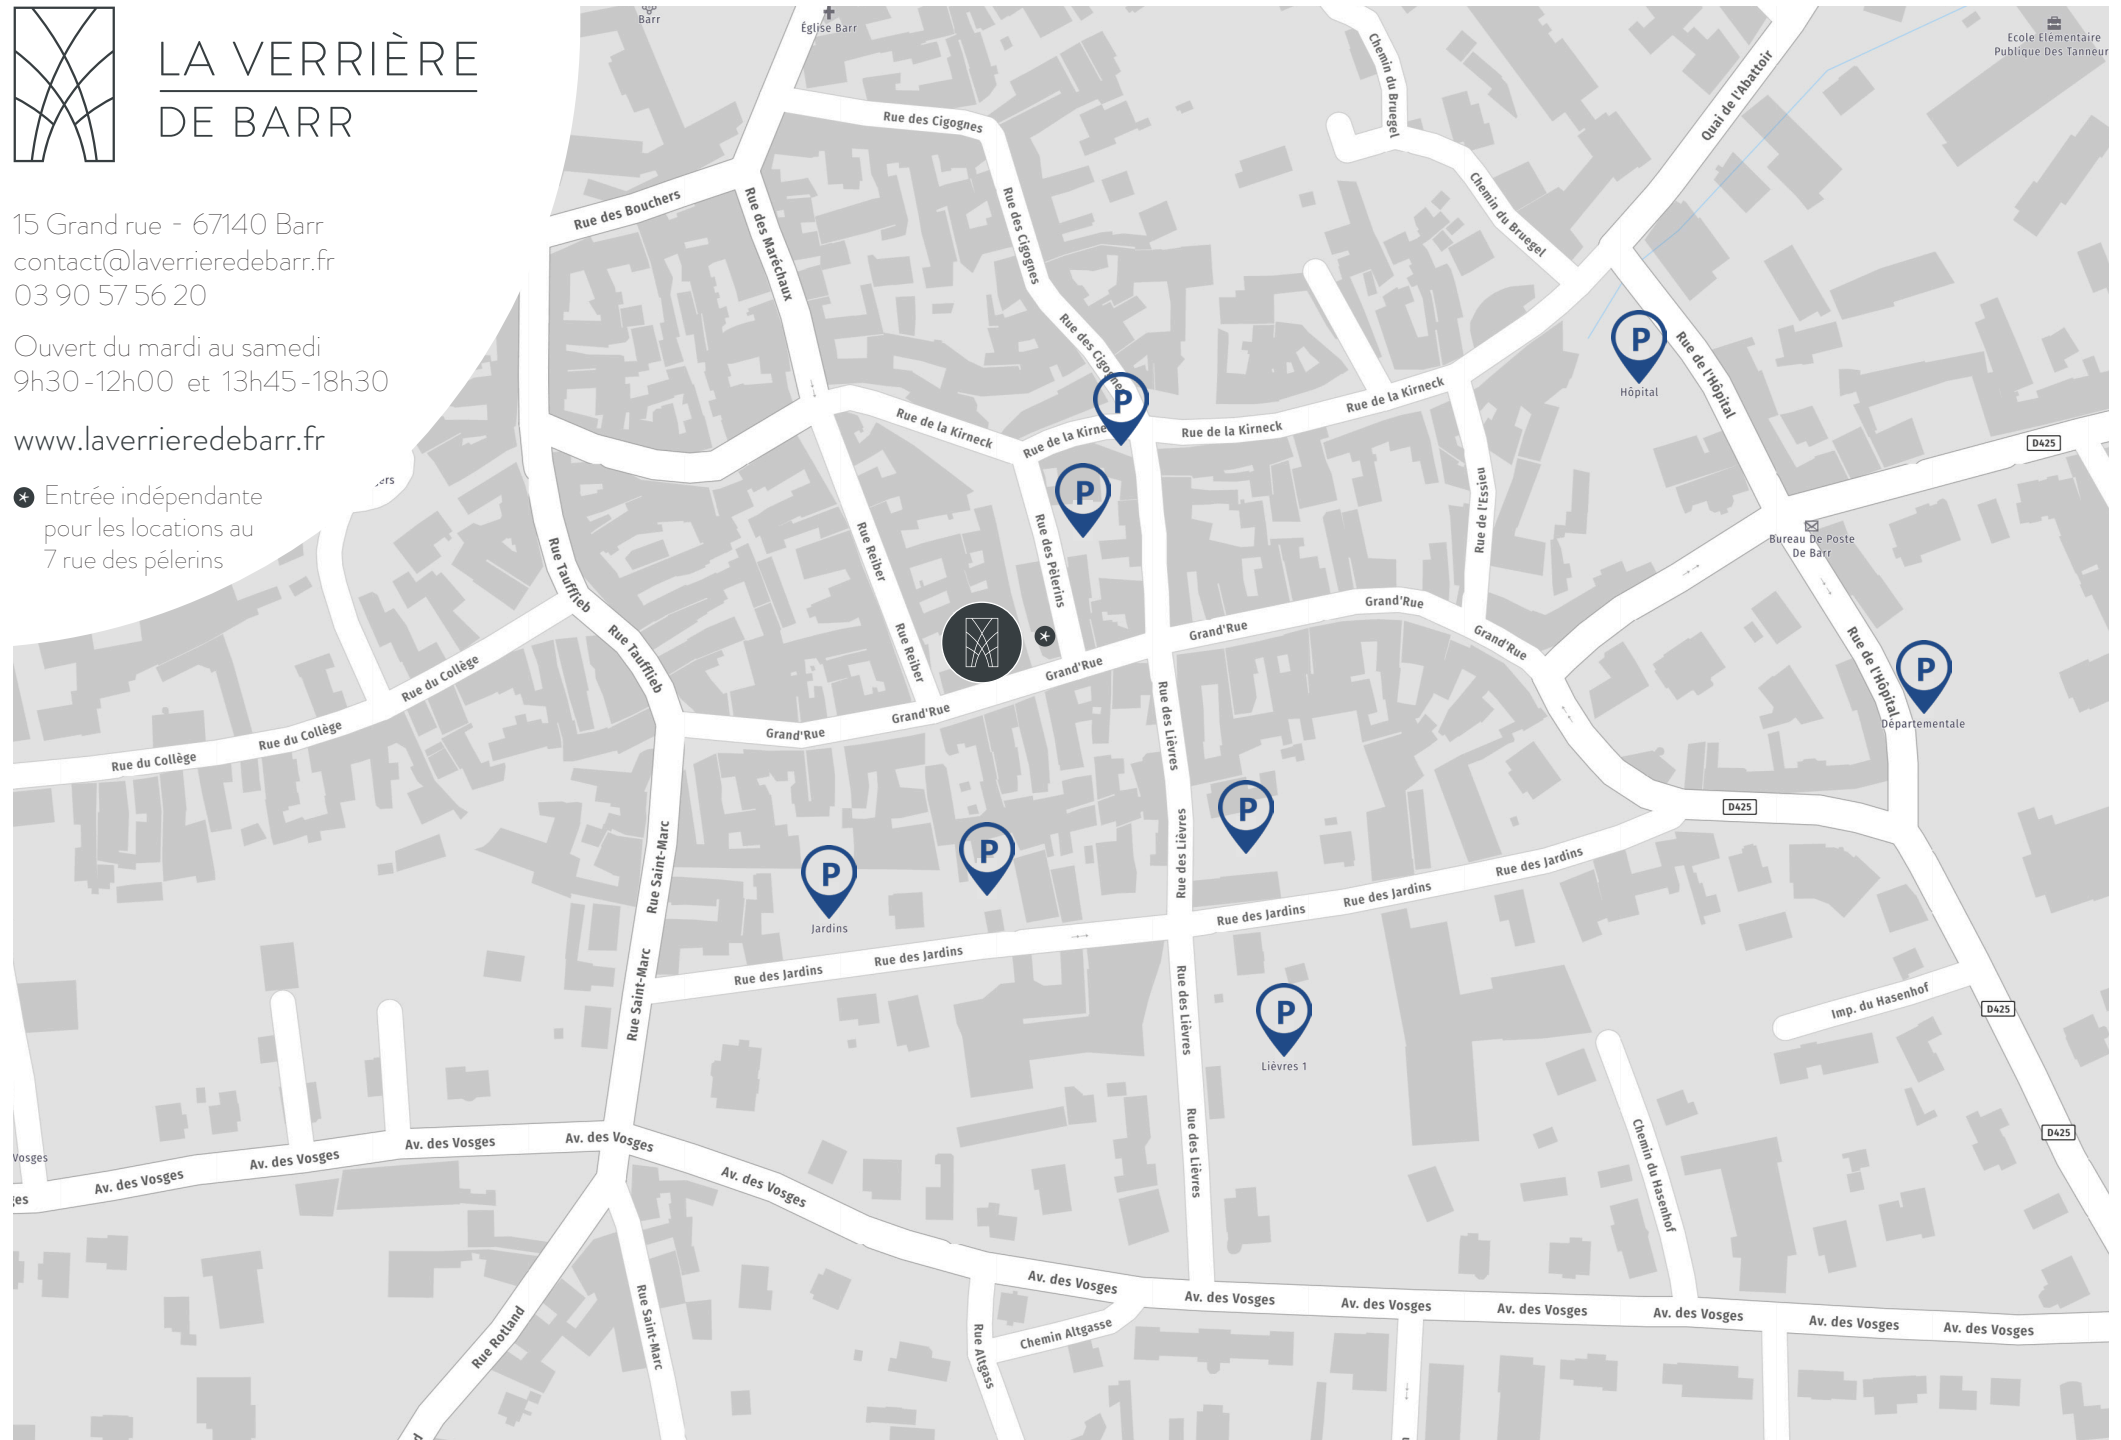 LA VERRIÈRE
DE BARR
15 Grand rue - 67140 Barr
contact@laverrieredebarr.fr
03 90 57 56 20
Ouvert du mardi au samedi
9h30-12h00 et 13h45-18h30
www.laverrieredebarr.fr
Entrée indépendante
pour les locations au
7 rue des pélerins
Barr
Église Barr
Ecole Elémentaire
Publique Des Tanneur
Chemin du Bruegel
Quai de l'Abattoir
Rue des Cigognes
Rue des Bouchers
Rue des Maréchaux
Rue des Cigognes
Chemin du Bruegel
Rue des Cigognes
P
Hôpital
Rue de l'Hôpital
P
Rue de la Kirneck
Rue de la Kirne
Rue de la Kirneck
Rue de la Kirneck
D425
ers
P
Rue de l'Essieu
Bureau De Poste
De Barr
Rue Taufflieb
Rue Reiber
Rue des Pèlerins
Rue Taufflieb
Rue Reiber
Grand'Rue
Grand'Rue
Grand'Rue
Grand'Rue
Rue de l'Hôpital
P
Départementale
Rue du Collège
Rue du Collège
Rue du Collège
Grand'Rue
Grand'Rue
Rue des Lièvres
P
D425
Rue Saint-Marc
P
Jardins
P
Rue des Lièvres
Rue des Jardins
Rue des Jardins
Rue des Jardins
Rue Saint-Marc
Rue des Jardins
Rue des Jardins
Rue des Lièvres
P
Lièvres 1
Imp. du Hasenhof
D425
D425
Vosges
ges
Av. des Vosges
Av. des Vosges
Av. des Vosges
Av. des Vosges
Av. des Vosges
Rue des Lièvres
Chemin du Hasenhof
Av. des Vosges
Av. des Vosges
Av. des Vosges
Av. des Vosges
Av. des Vosges
Av. des Vosges
Av. des Vosges
Rue Rotland
Rue Saint-Marc
Rue Altgass
Chemin Altgasse